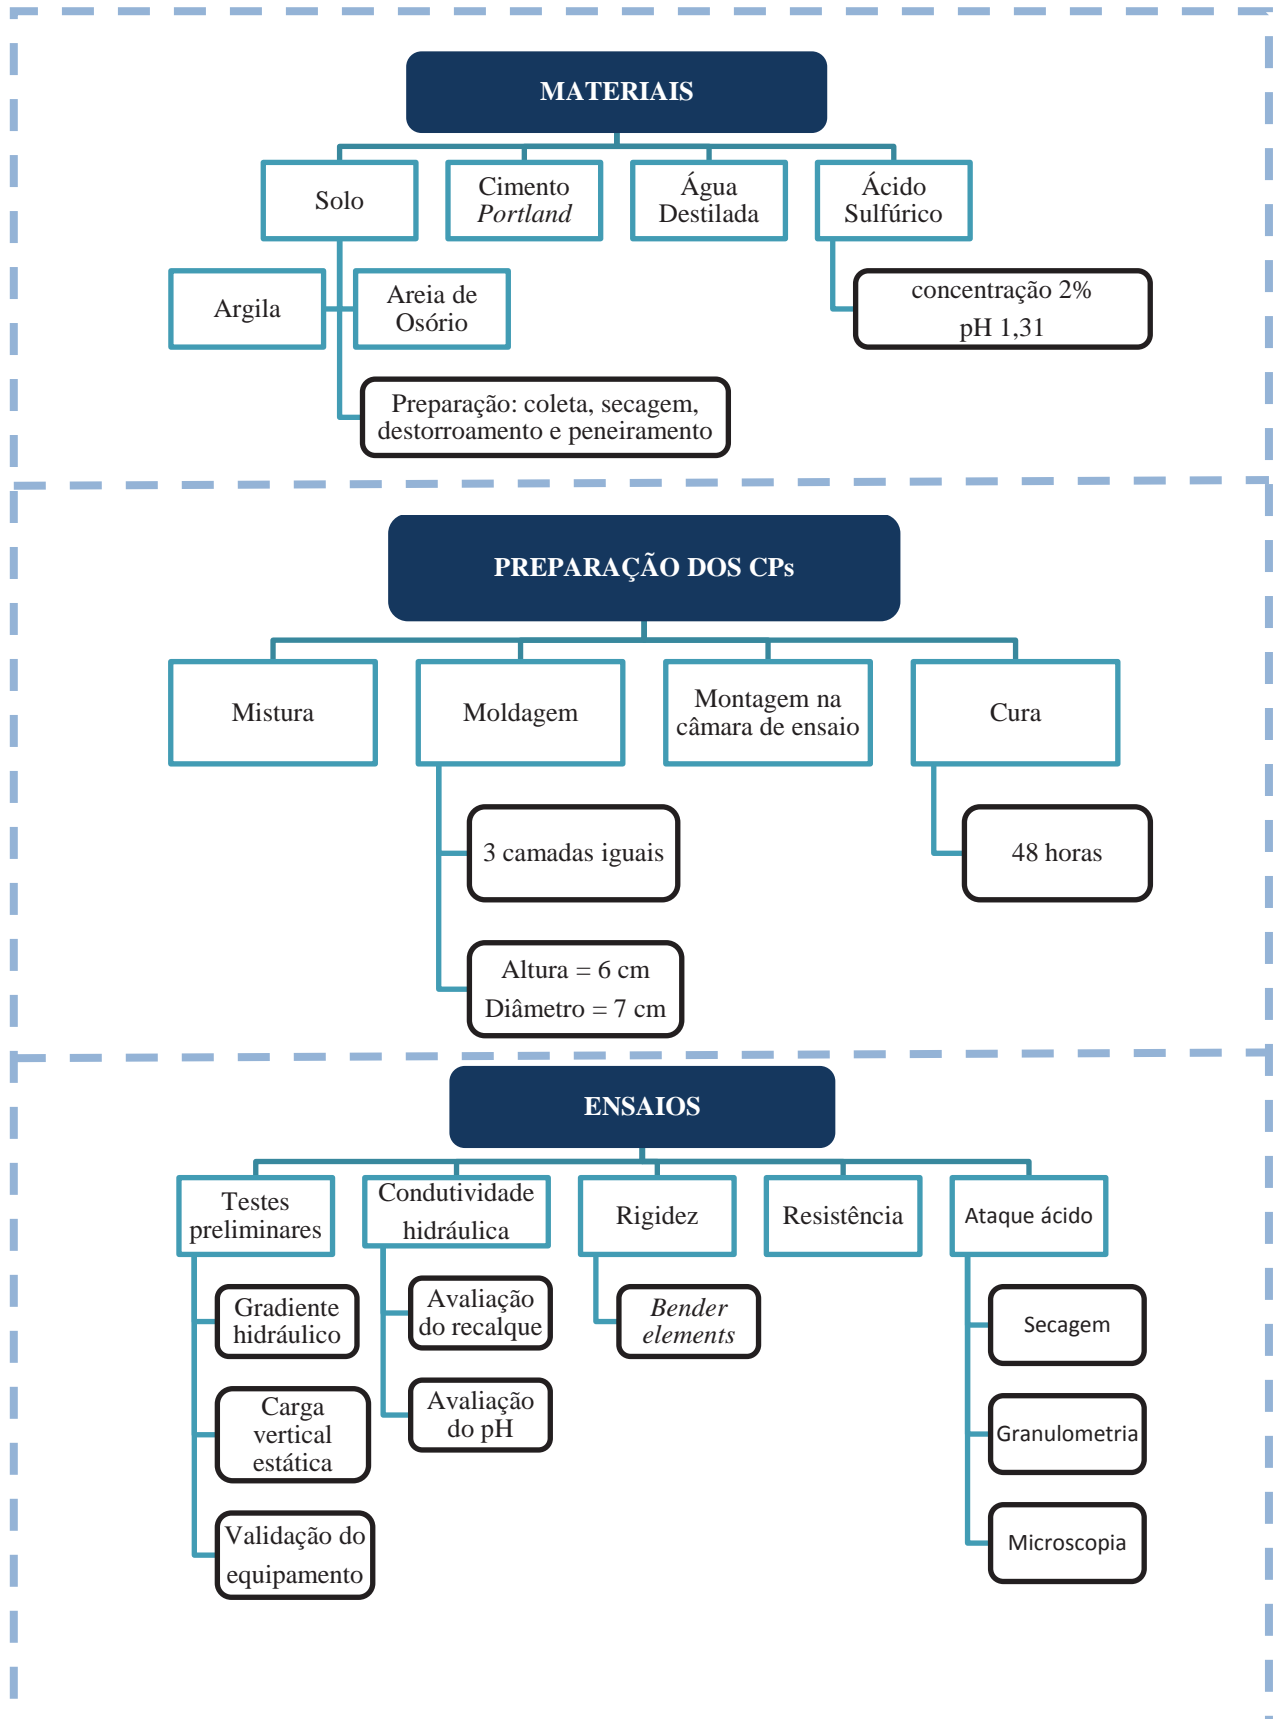 MATERIAIS
Solo
Cimento
Portland
Água
Destilada
Ácido
Sulfúrico
Argila
Areia de
Osório
concentração 2%
pH 1,31
Preparação: coleta, secagem,
destorroamento e peneiramento
PREPARAÇÃO DOS CPs
Mistura
Moldagem
Montagem na
câmara de ensaio
Cura
3 camadas iguais
48 horas
Altura = 6 cm
Diâmetro = 7 cm
ENSAIOS
Testes
preliminares
Condutividade
hidráulica
Rigidez
Resistência
Ataque ácido
Gradiente
hidráulico
Avaliação
do recalque
Bender
elements
Secagem
Carga
vertical
estática
Avaliação
do pH
Granulometria
Validação do
equipamento
Microscopia